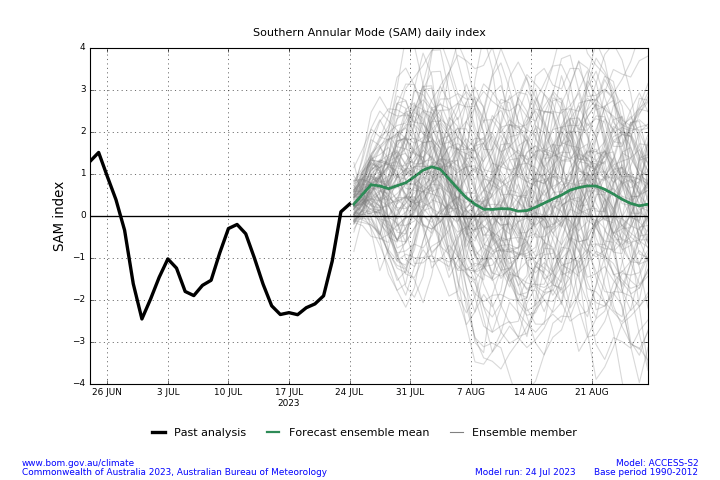 Southern Annular Mode (SAM) daily index
SAM index
4
3
2
1
0
−1
−2
−3
−4
26 JUN 3 JUL 10 JUL 17 JUL 24 JUL 31 JUL 7 AUG 14 AUG 21 AUG
2023
Past analysis Forecast ensemble mean Ensemble member
www.bom.gov.au/climate Model: ACCESS-S2
Commonwealth of Australia 2023, Australian Bureau of Meteorology Model run: 24 Jul 2023 Base period 1990-2012